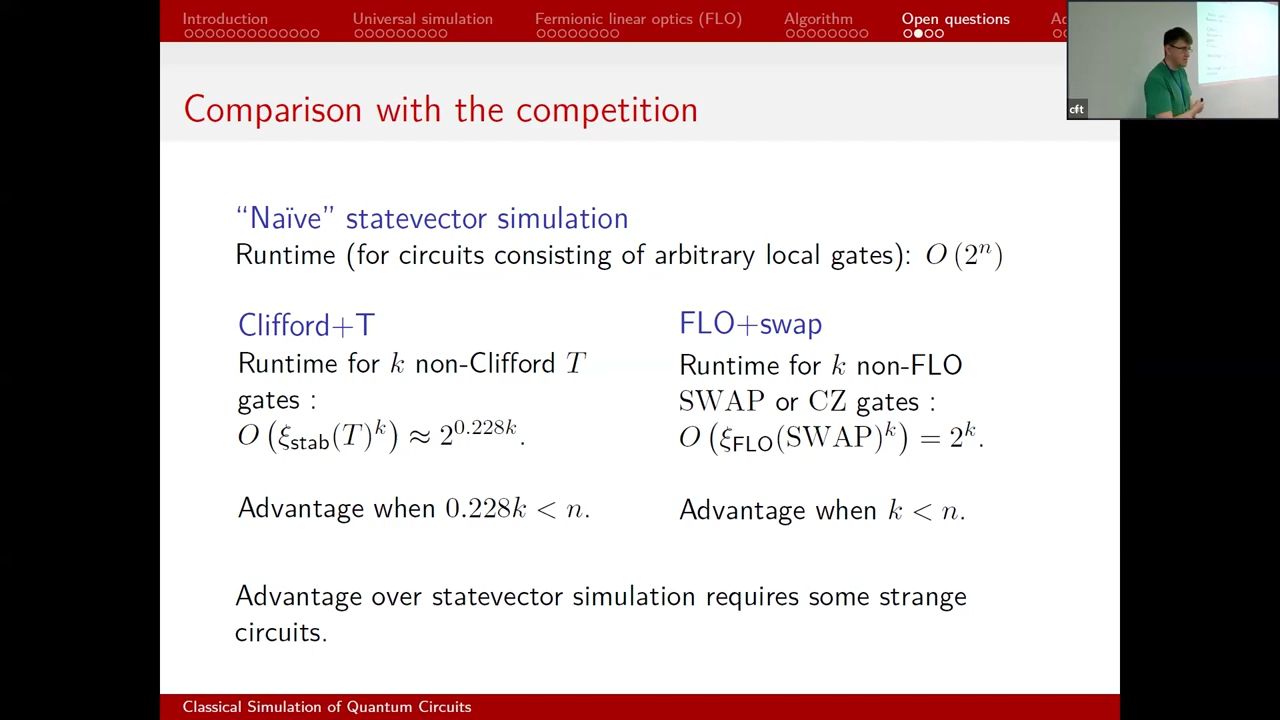 Introduction
Universal simulation
Fermionic linear optics (FLO)
Algorithm
Open questions
Comparison with the competition
“Naïve” statevector simulation
Runtime (for circuits consisting of arbitrary local gates): O (2^n)
Clifford+T
Runtime for k non-Clifford T
gates :
O (ξ_stab(T)^k) ≈ 2^{0.228k}.
Advantage when 0.228k < n.
FLO+swap
Runtime for k non-FLO
SWAP or CZ gates :
O (ξ_FLO(SWAP)^k) = 2^k.
Advantage when k < n.
Advantage over statevector simulation requires some strange
circuits.
Classical Simulation of Quantum Circuits
cft